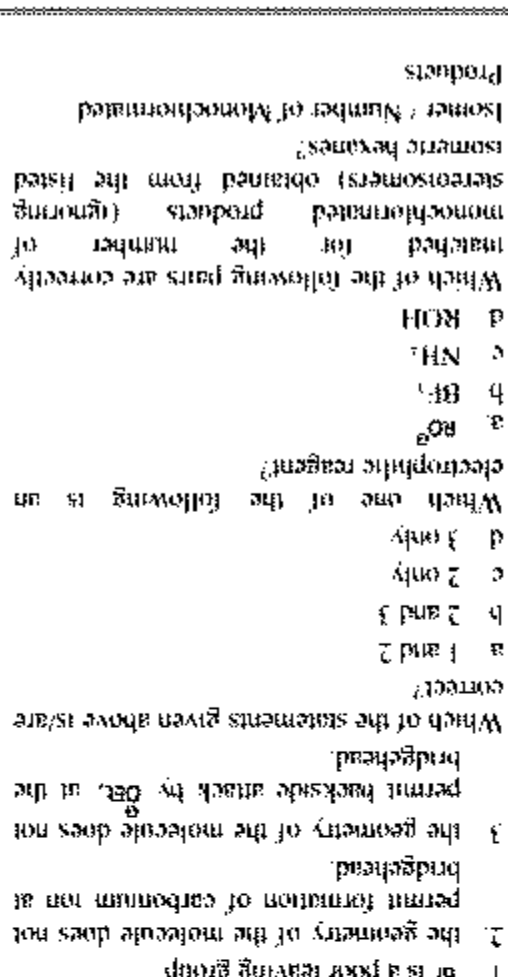 1 Br is a poor leaving group
2. the geometry of the molecule does not
permit formation of carbonium ion at
bridgehead.
3 the geometry of the molecule does not
permit backside attack by OEt, at the
bridgehead.
Which of the statements given above is/are
correct?
a 1 and 2
b 2 and 3
c 2 only
d 3 only
Which one of the following is an
electrophilic reagent?
a. RO⊖
b BF₃
c NH₃
d ROH
Which of the following pairs are correctly
matched for the number of
monochlorinated products (ignoring
stereoisomers) obtained from the listed
isomeric hexanes?
Isomer / Number of Monochlorinated
Products